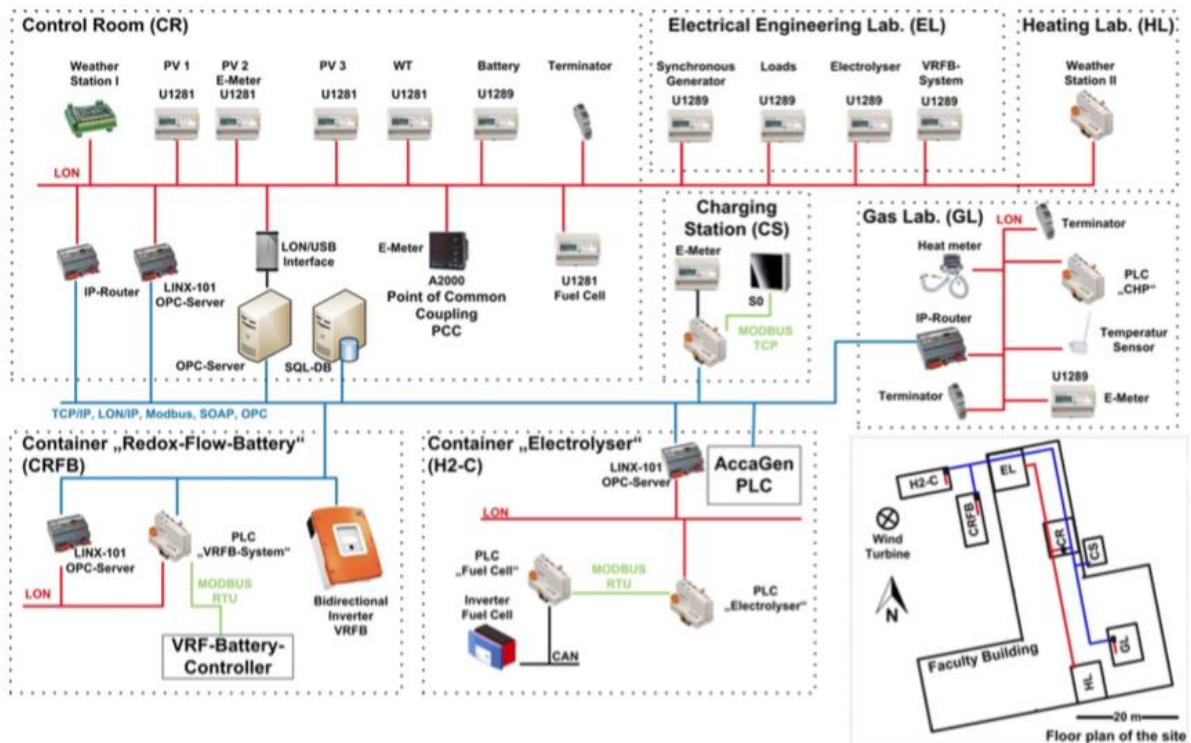 Control Room (CR)
Weather
Station I
PV 1
U1281
PV 2
E-Meter
U1281
PV 3
U1281
WT
U1281
Battery
U1289
Terminator
LON
IP-Router
LINX-101
OPC-Server
LON/USB
Interface
OPC-Server
SQL-DB
E-Meter
A2000
Point of Common
Coupling
PCC
U1281
Fuel Cell
Electrical Engineering Lab. (EL)
Synchronous
Generator
U1289
Loads
U1289
Electrolyser
U1289
VRFB-
System
U1289
Heating Lab. (HL)
Weather
Station II
Charging
Station (CS)
E-Meter
S0
MODBUS
TCP
Gas Lab. (GL)
LON
Terminator
Heat meter
PLC
„CHP“
IP-Router
Temperatur
Sensor
U1289
Terminator
E-Meter
TCP/IP, LON/IP, Modbus, SOAP, OPC
Container „Redox-Flow-Battery“
(CRFB)
LINX-101
OPC-Server
PLC
„VRFB-System“
LON
MODBUS
RTU
Bidirectional
Inverter
VRFB
VRF-Battery-
Controller
Container „Electrolyser“
(H2-C)
LINX-101
OPC-Server
AccaGen
PLC
LON
PLC
„Fuel Cell“
MODBUS
RTU
PLC
„Electrolyser“
Inverter
Fuel Cell
CAN
H2-C
EL
CRFB
Wind
Turbine
CR
CS
N
GL
Faculty Building
HL
20 m
Floor plan of the site